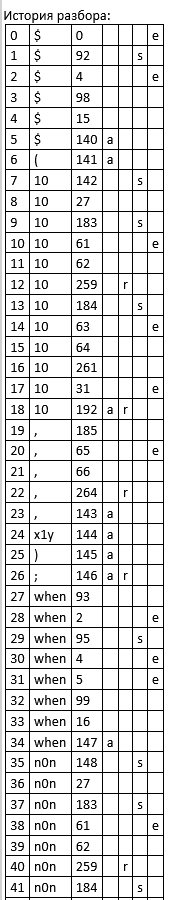 История разбора:
0 $ 0 e
1 $ 92 s
2 $ 4 e
3 $ 98
4 $ 15
5 $ 140 a
6 ( 141 a
7 10 142 s
8 10 27
9 10 183 s
10 10 61 e
11 10 62
12 10 259 r
13 10 184 s
14 10 63 e
15 10 64
16 10 261
17 10 31 e
18 10 192 a r
19 , 185
20 , 65 e
21 , 66
22 , 264 r
23 , 143 a
24 x1y 144 a
25 ) 145 a
26 ; 146 a r
27 when 93
28 when 2 e
29 when 95 s
30 when 4 e
31 when 5 e
32 when 99
33 when 16
34 when 147 a
35 n0n 148 s
36 n0n 27
37 n0n 183 s
38 n0n 61 e
39 n0n 62
40 n0n 259 r
41 n0n 184 s